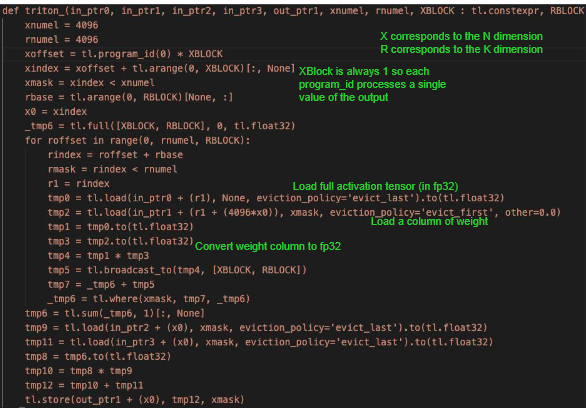 def triton_(in_ptr0, in_ptr1, in_ptr2, in_ptr3, out_ptr1, xnumel, rnumel, XBLOCK : tl.constexpr, RBLOCK
xnumel = 4096
X corresponds to the N dimension
rnumel = 4096
R corresponds to the K dimension
xoffset = tl.program_id(0) * XBLOCK
xindex = xoffset + tl.arange(0, XBLOCK)[:, None]
XBlock is always 1 so each
xmask = xindex < xnumel
program_id processes a single
rbase = tl.arange(0, RBLOCK)[None, :]
value of the output
x0 = xindex
_tmp6 = tl.full([XBLOCK, RBLOCK], 0, tl.float32)
for roffset in range(0, rnumel, RBLOCK):
rindex = roffset + rbase
rmask = rindex < rnumel
r1 = rindex
Load full activation tensor (in fp32)
tmp0 = tl.load(in_ptr0 + (r1), None, eviction_policy='evict_last').to(tl.float32)
tmp2 = tl.load(in_ptr1 + (r1 + (4096*x0)), xmask, eviction_policy='evict_first', other=0.0)
Load a column of weight
tmp1 = tmp0.to(tl.float32)
tmp3 = tmp2.to(tl.float32)
Convert weight column to fp32
tmp4 = tmp1 * tmp3
tmp5 = tl.broadcast_to(tmp4, [XBLOCK, RBLOCK])
tmp7 = _tmp6 + tmp5
_tmp6 = tl.where(xmask, tmp7, _tmp6)
tmp6 = tl.sum(_tmp6, 1)[:, None]
tmp9 = tl.load(in_ptr2 + (x0), xmask, eviction_policy='evict_last').to(tl.float32)
tmp11 = tl.load(in_ptr3 + (x0), xmask, eviction_policy='evict_last').to(tl.float32)
tmp8 = tmp6.to(tl.float32)
tmp10 = tmp8 * tmp9
tmp12 = tmp10 + tmp11
tl.store(out_ptr1 + (x0), tmp12, xmask)